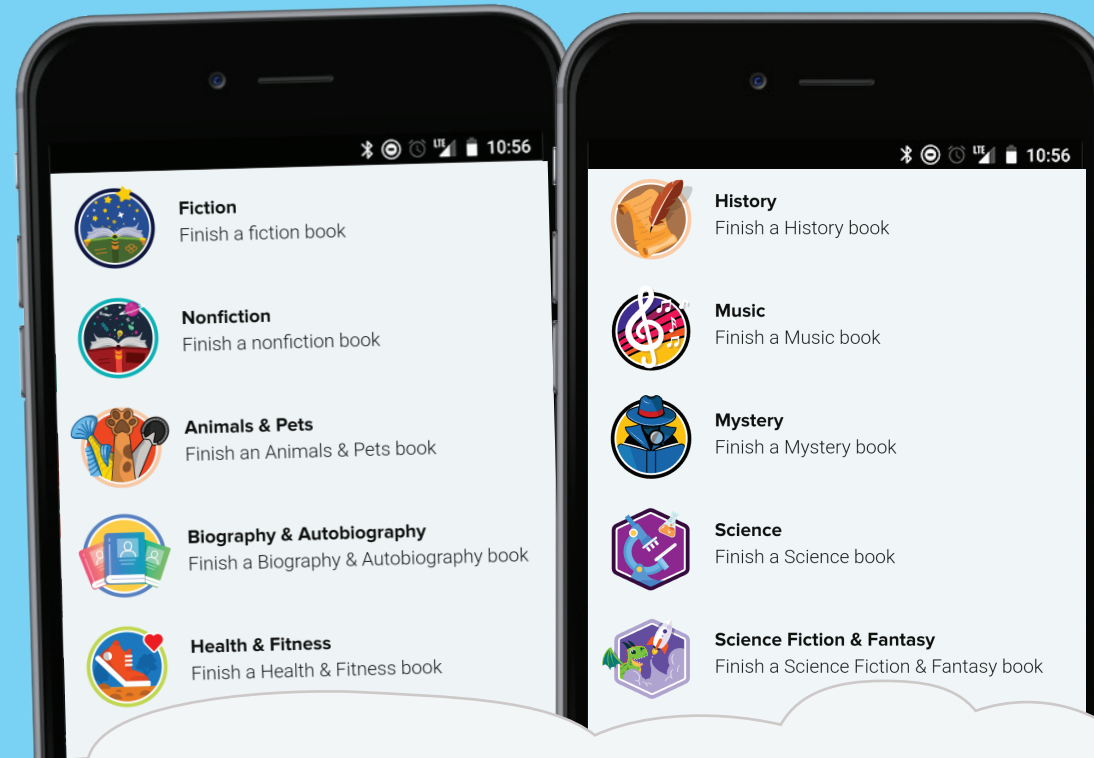 LTE 10:56
Fiction
Finish a fiction book
Nonfiction
Finish a nonfiction book
Animals & Pets
Finish an Animals & Pets book
Biography & Autobiography
Finish a Biography & Autobiography book
Health & Fitness
Finish a Health & Fitness book
LTE 10:56
History
Finish a History book
Music
Finish a Music book
Mystery
Finish a Mystery book
Science
Finish a Science book
Science Fiction & Fantasy
Finish a Science Fiction & Fantasy book